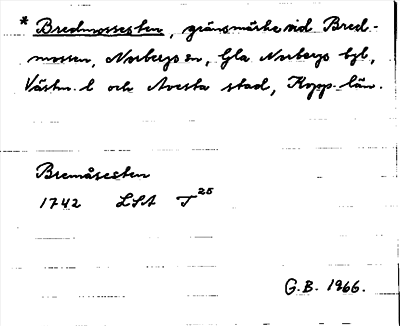 * Bredmossesten, gränsmärke vid Bred-
mossen, Norbergs sn, Gla Norbergs bgl,
Västm. l och Avesta stad, Kopp. län.
Bremåsesten
1742 LSA T²⁵
G.B. 1966.